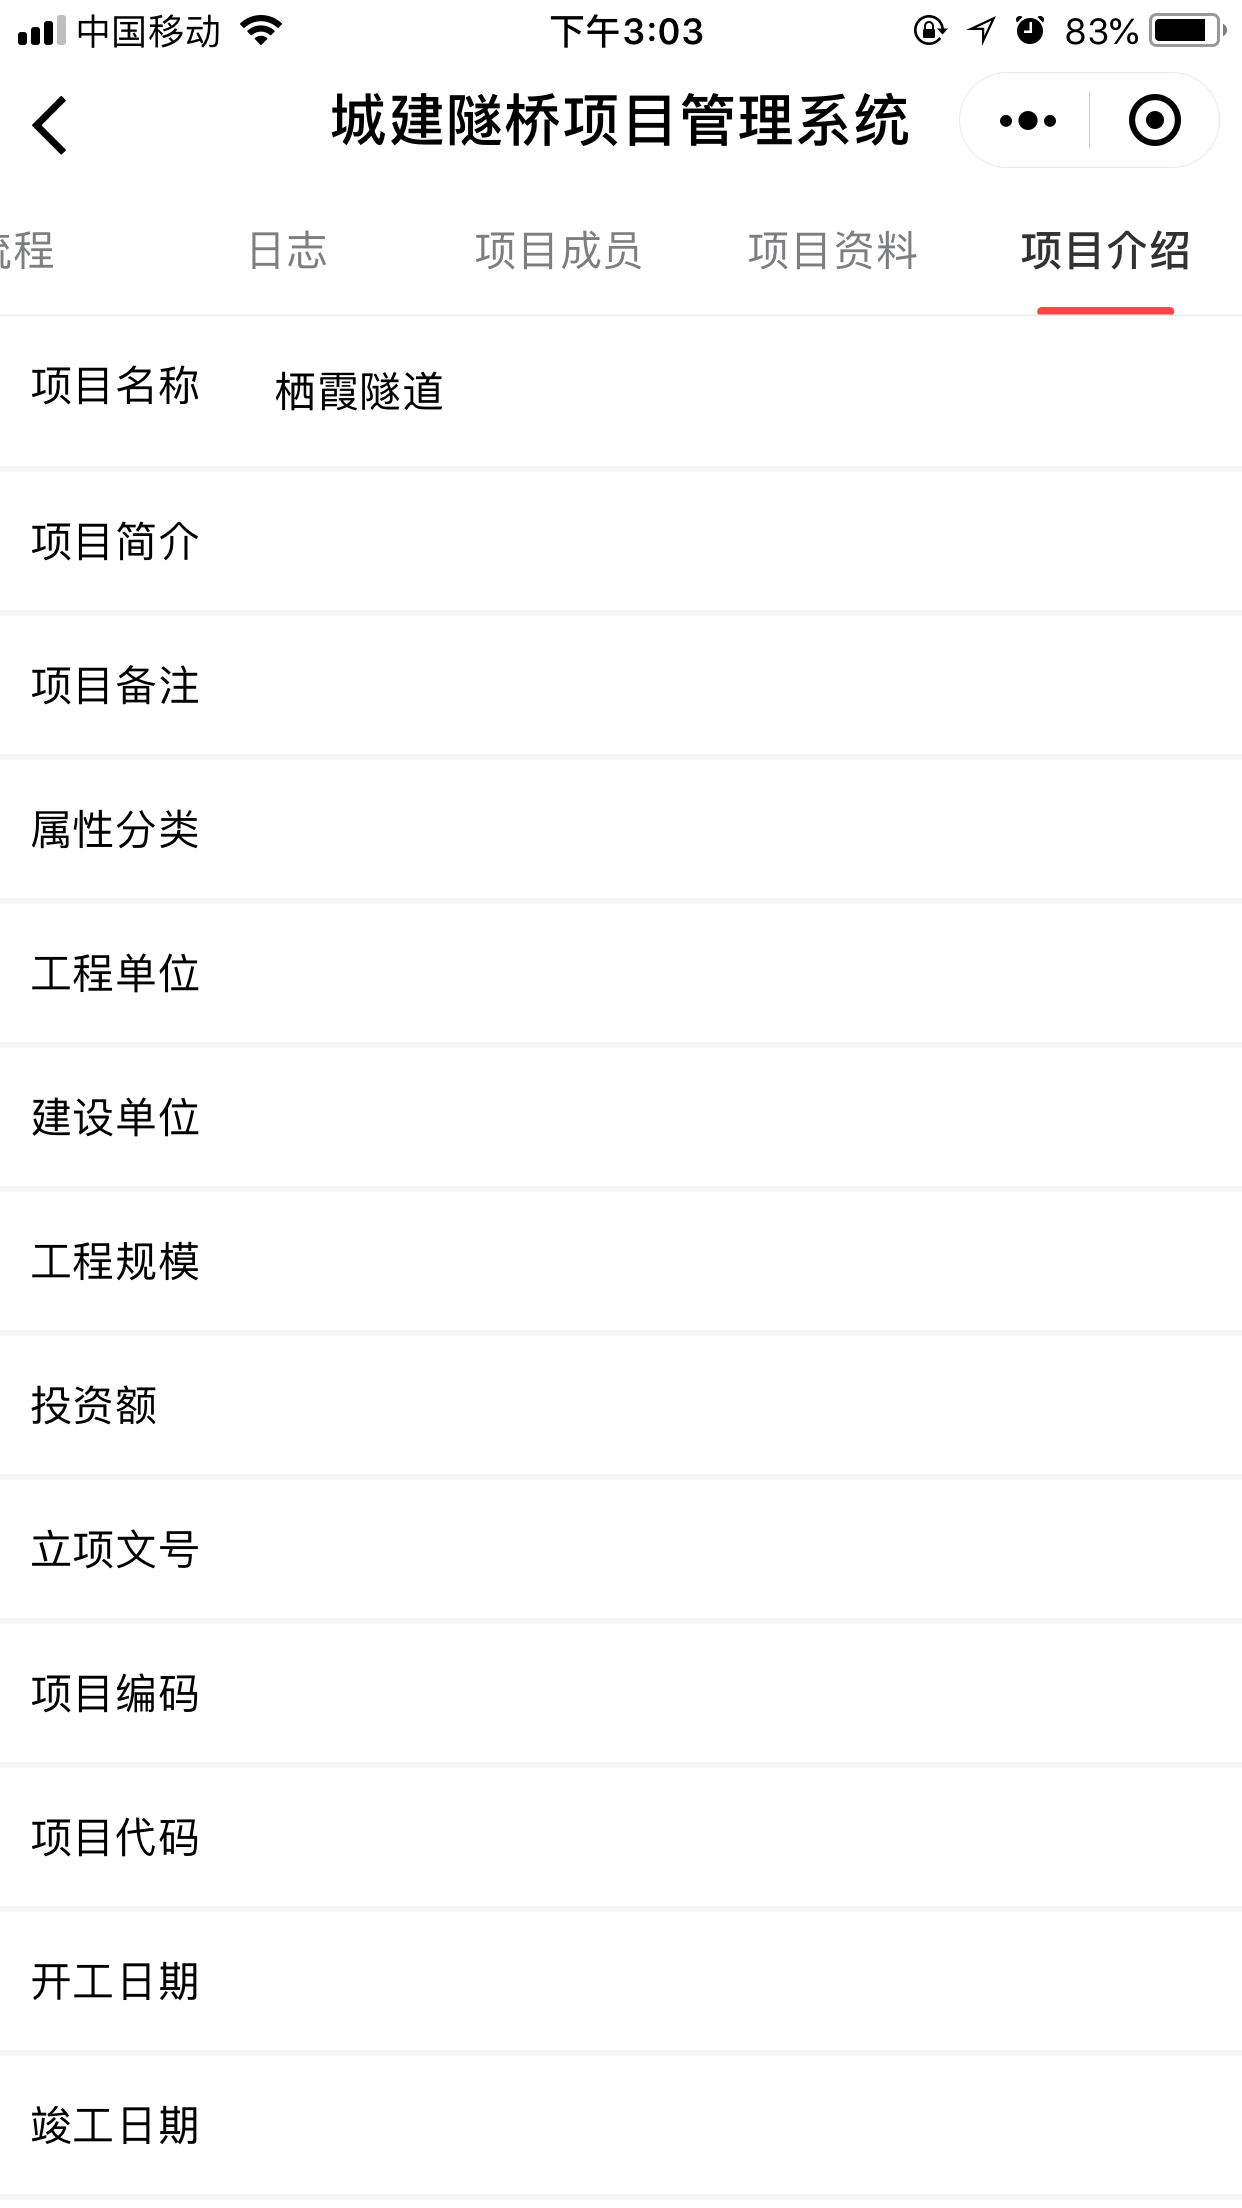 中国移动 下午3:03 83%
城建隧桥项目管理系统
流程 日志 项目成员 项目资料 项目介绍
项目名称 栖霞隧道
项目简介
项目备注
属性分类
工程单位
建设单位
工程规模
投资额
立项文号
项目编码
项目代码
开工日期
竣工日期